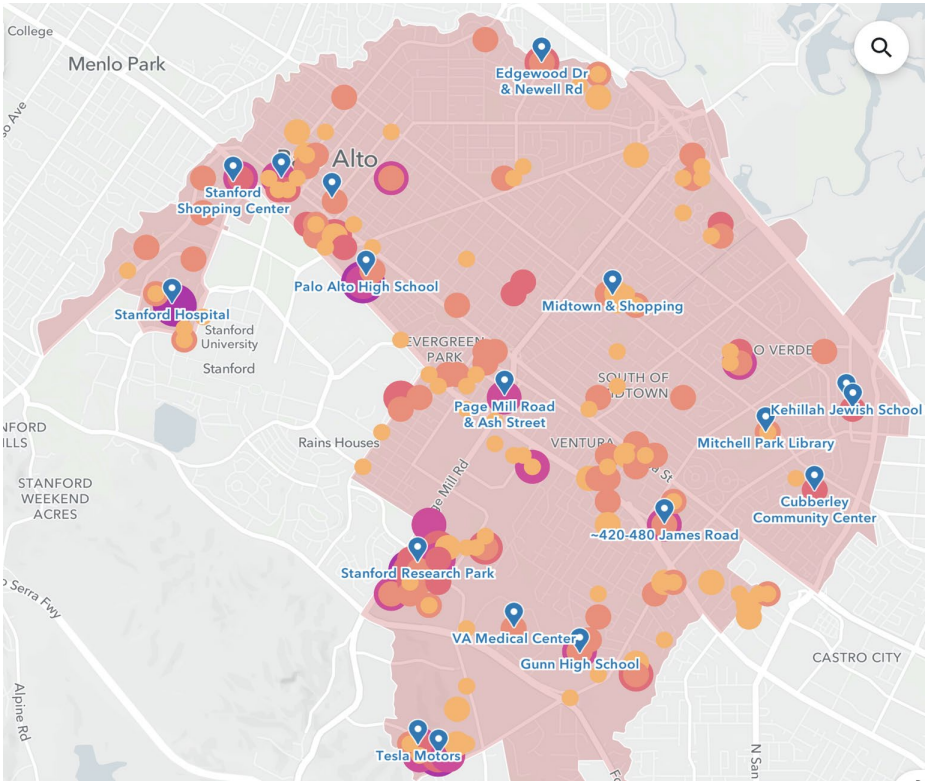 College
Menlo Park
Edgewood Dr
& Newell Rd
Alto
Stanford
Shopping Center
Palo Alto High School
Midtown & Shopping
Stanford Hospital
Stanford
University
Stanford
EVERGREEN
PARK
SOUTH OF
Page Mill Road
& Ash Street
Kehillah Jewish School
Rains Houses
VENTURA
Mitchell Park Library
STANFORD
WEEKEND
ACRES
Cubberley
Community Center
~420-480 James Road
Stanford Research Park
VA Medical Center
Gunn High School
CASTRO CITY
Alpine Rd
Tesla Motors
N San